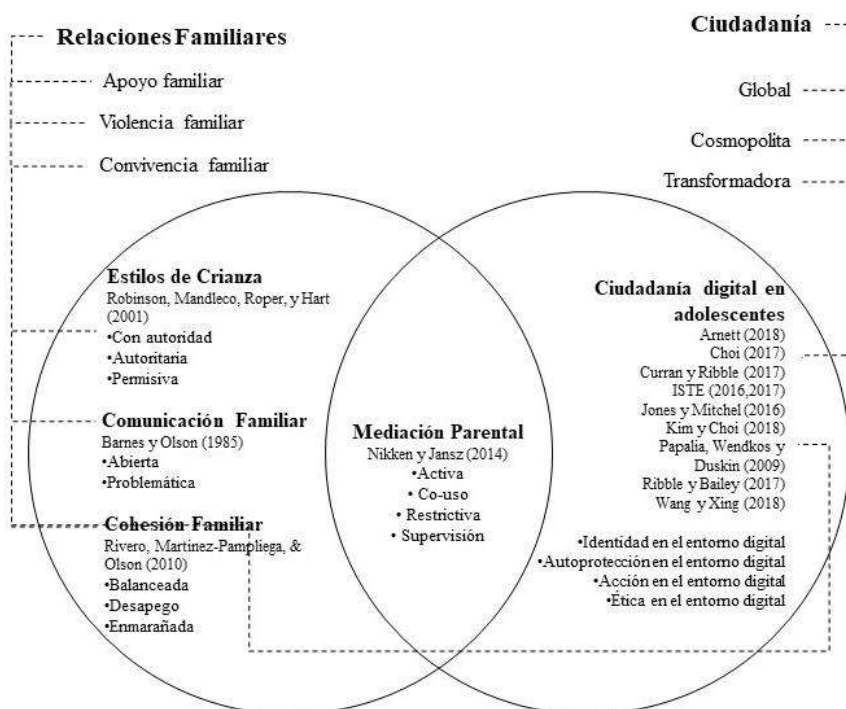 Relaciones Familiares
Apoyo familiar
Violencia familiar
Convivencia familiar
Ciudadanía
Global
Cosmopolita
Transformadora
Estilos de Crianza
Robinson, Mandleco, Roper, y Hart
(2001)
•Con autoridad
•Autoritaria
•Permisiva
Comunicación Familiar
Barnes y Olson (1985)
•Abierta
•Problemática
Cohesión Familiar
Rivero, Martinez-Pampliega, &
Olson (2010)
•Balanceada
•Desapego
•Enmarañada
Mediación Parental
Nikken y Jansz (2014)
•Activa
• Co-uso
• Restrictiva
• Supervisión
Ciudadanía digital en
adolescentes
Arnett (2018)
Choi (2017)
Curran y Ribble (2017)
ISTE (2016,2017)
Jones y Mitchel (2016)
Kim y Choi (2018)
Papalia, Wendkos y
Duskin (2009)
Ribble y Bailey (2017)
Wang y Xing (2018)
•Identidad en el entorno digital
•Autoprotección en el entorno digital
•Acción en el entorno digital
•Ética en el entorno digital